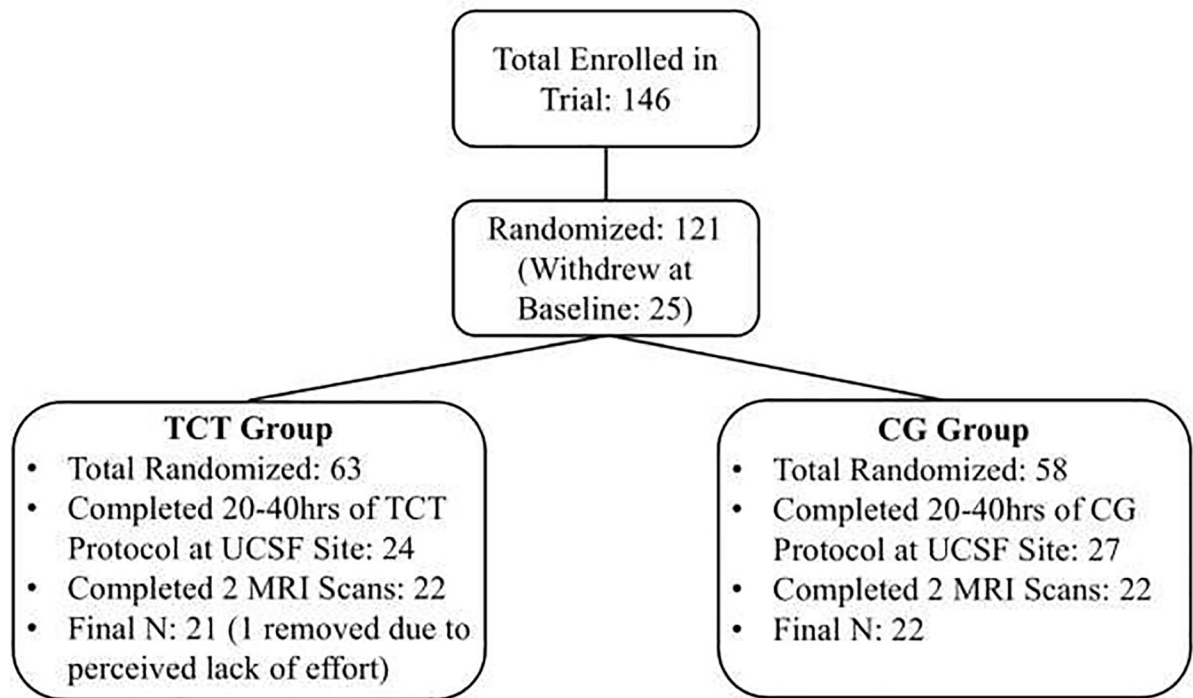 Total Enrolled in
Trial: 146
Randomized: 121
(Withdrew at
Baseline: 25)
TCT Group
• Total Randomized: 63
• Completed 20-40hrs of TCT
Protocol at UCSF Site: 24
• Completed 2 MRI Scans: 22
• Final N: 21 (1 removed due to
perceived lack of effort)
CG Group
• Total Randomized: 58
• Completed 20-40hrs of CG
Protocol at UCSF Site: 27
• Completed 2 MRI Scans: 22
• Final N: 22